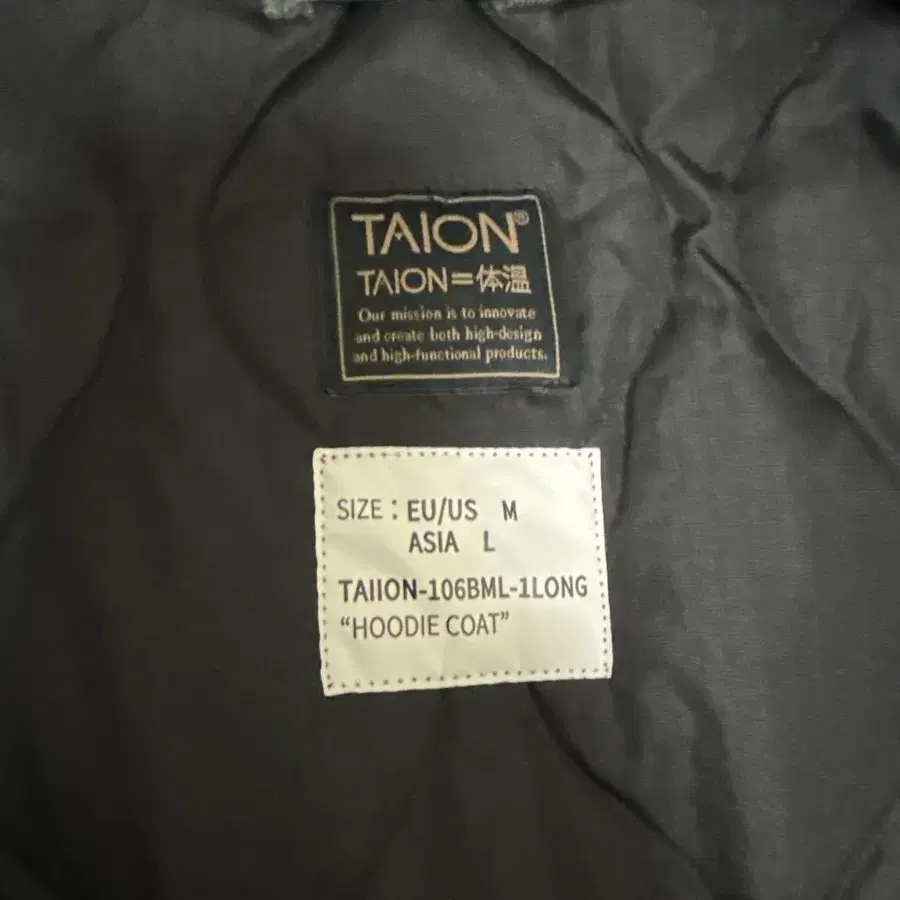 TAION®
TAION=体温
Our mission is to innovate
and create both high-design
and high-functional products.
SIZE : EU/US M
ASIA L
TAIION-106BML-1LONG
“HOODIE COAT”